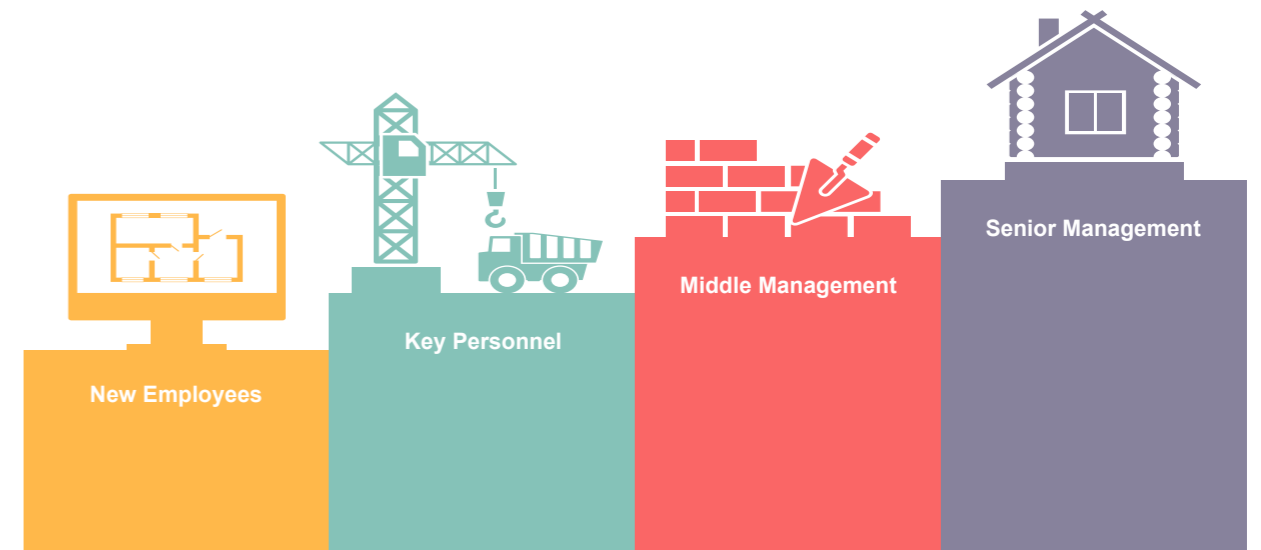 New Employees
Key Personnel
Middle Management
Senior Management